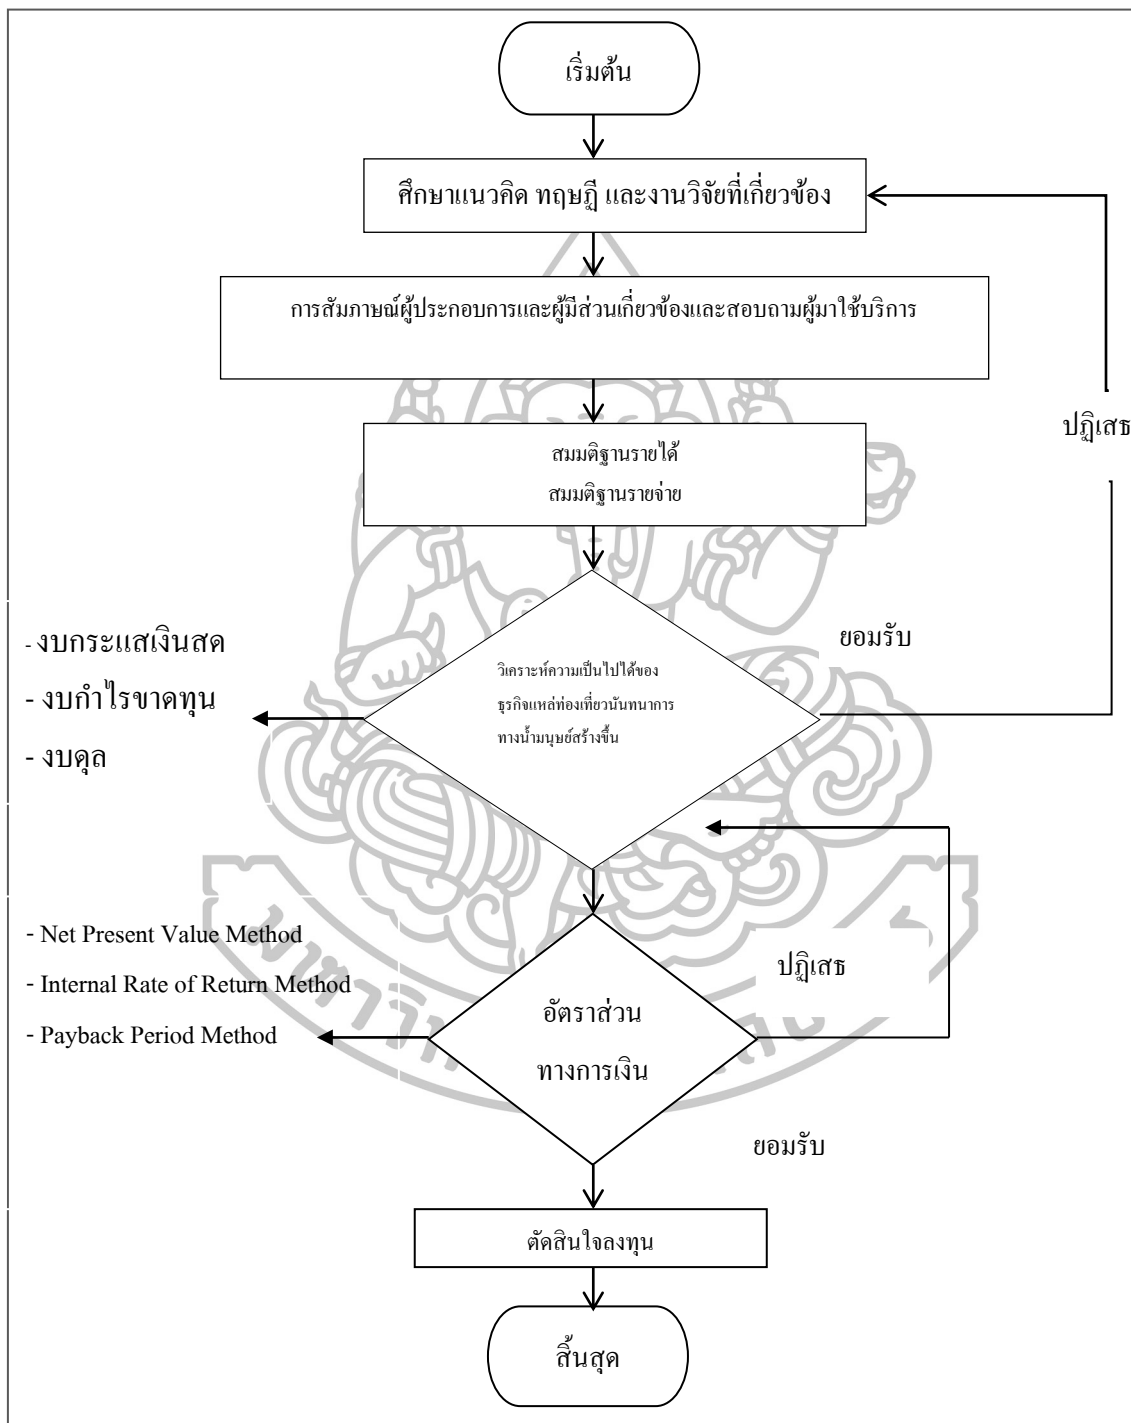 เริ่มต้น
ศึกษาแนวคิด ทฤษฏี และงานวิจัยที่เกี่ยวข้อง
การสัมภาษณ์ผู้ประกอบการและผู้มีส่วนเกี่ยวข้องและสอบถามผู้มาใช้บริการ
ปฏิเสธ
สมมติฐานรายได้
สมมติฐานรายจ่าย
ยอมรับ
- งบกระแสเงินสด
- งบกำไรขาดทุน
- งบดุล
วิเคราะห์ความเป็นไปได้ของ
ธุรกิจแหล่ท่องเที่ยวนันทนาการ
ทางน้ำมนุษย์สร้างขึ้น
- Net Present Value Method
- Internal Rate of Return Method
- Payback Period Method
ปฏิเสธ
อัตราส่วน
ทางการเงิน
ยอมรับ
ตัดสินใจลงทุน
สิ้นสุด